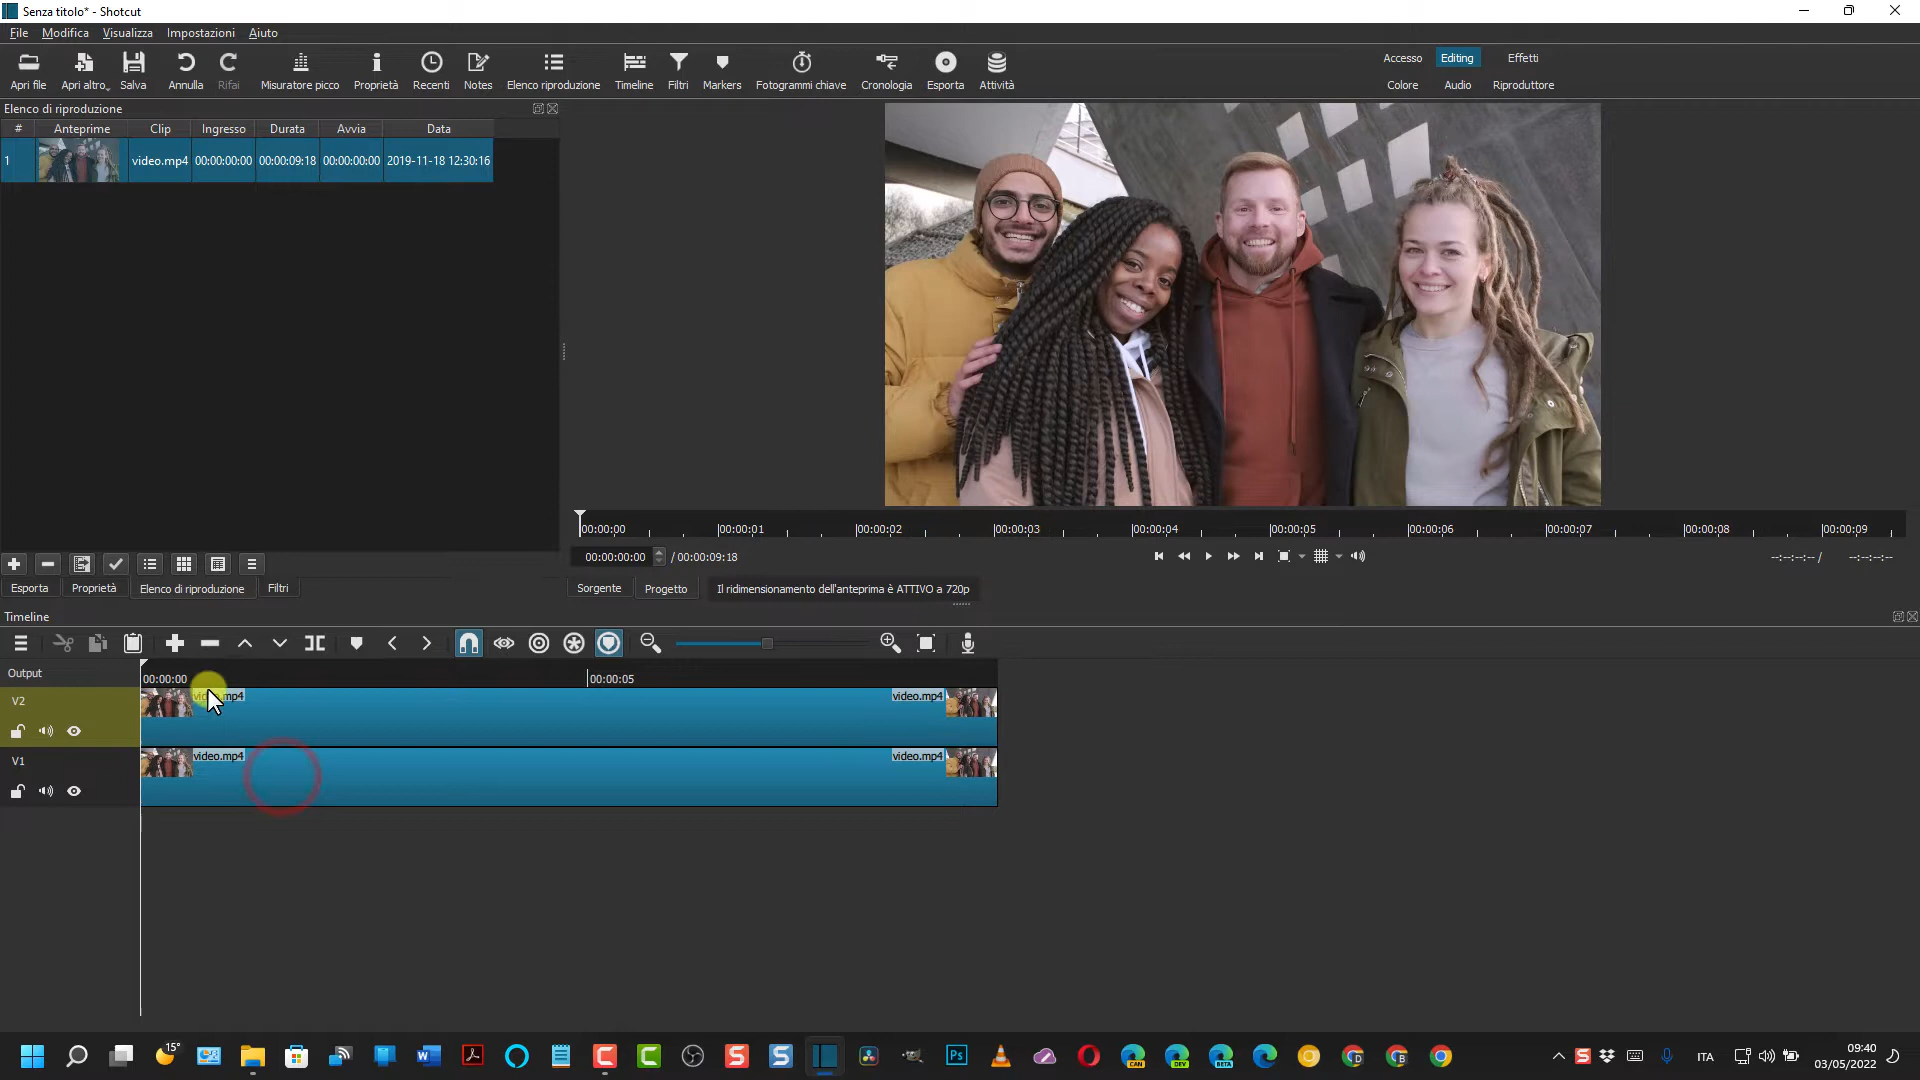 Senza titolo* - Shotcut
File Modifica Visualizza Impostazioni Aiuto
Apri file Apri altro.. Salva Annulla Rifai Misuratore picco Proprietà Recenti Notes Elenco riproduzione Timeline Filtri Markers Fotogrammi chiave Cronologia Esporta Attività
Accesso Editing Effetti
Colore Audio Riproduttore
Elenco di riproduzione
# Anteprime Clip Ingresso Durata Avvia Data
1 video.mp4 00:00:00:00 00:00:09:18 00:00:00:00 2019-11-18 12:30:16
00:00:00 00:00:01 00:00:02 00:00:03 00:00:04 00:00:05 00:00:06 00:00:07 00:00:08 00:00:09
00:00:00:00 / 00:00:09:18 --:--:--:-- / --:--:--:--
Esporta Proprietà Elenco di riproduzione Filtri
Sorgente Progetto Il ridimensionamento dell'anteprima è ATTIVO a 720p
Timeline
Output
00:00:00 00:00:05
V2 video.mp4 video.mp4
V1 video.mp4 video.mp4
15°
CAN DEV BETA D B
Ps
ITA
09:40
03/05/2022